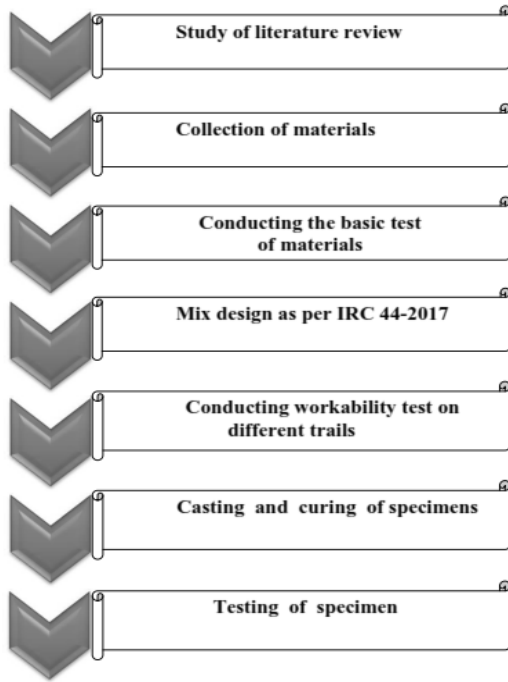 Study of literature review
Collection of materials
Conducting the basic test
of materials
Mix design as per IRC 44-2017
Conducting workability test on
different trails
Casting and curing of specimens
Testing of specimen